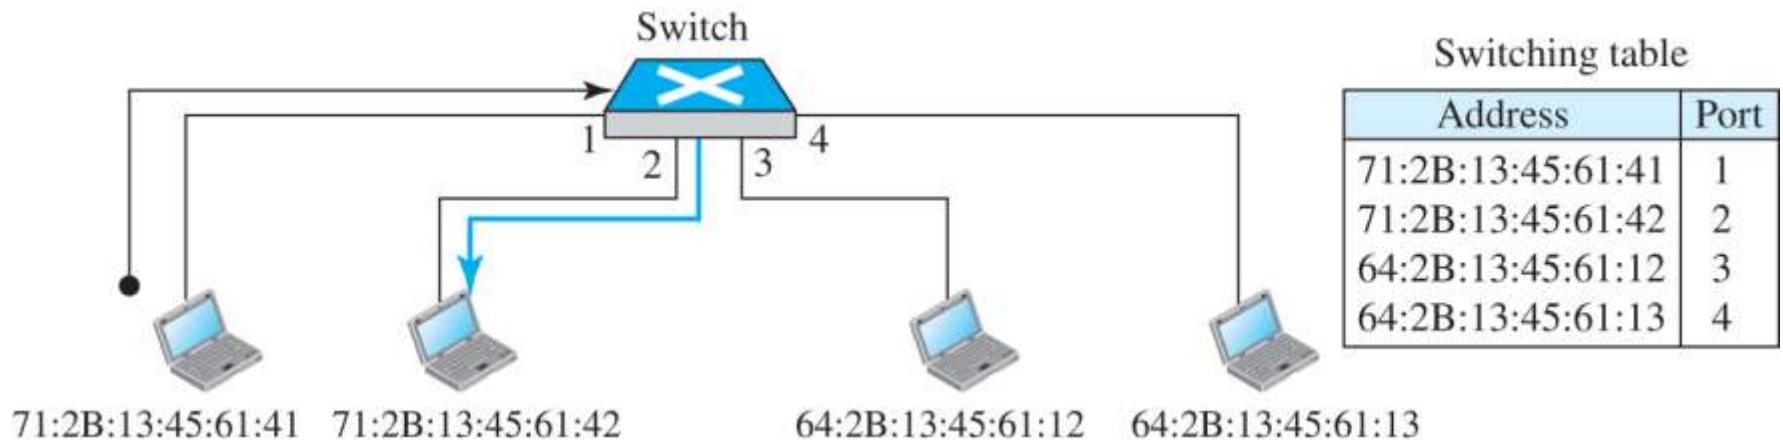 Switch
1
2
3
4
71:2B:13:45:61:41
71:2B:13:45:61:42
64:2B:13:45:61:12
64:2B:13:45:61:13
Switching table
Address Port
71:2B:13:45:61:41 1
71:2B:13:45:61:42 2
64:2B:13:45:61:12 3
64:2B:13:45:61:13 4